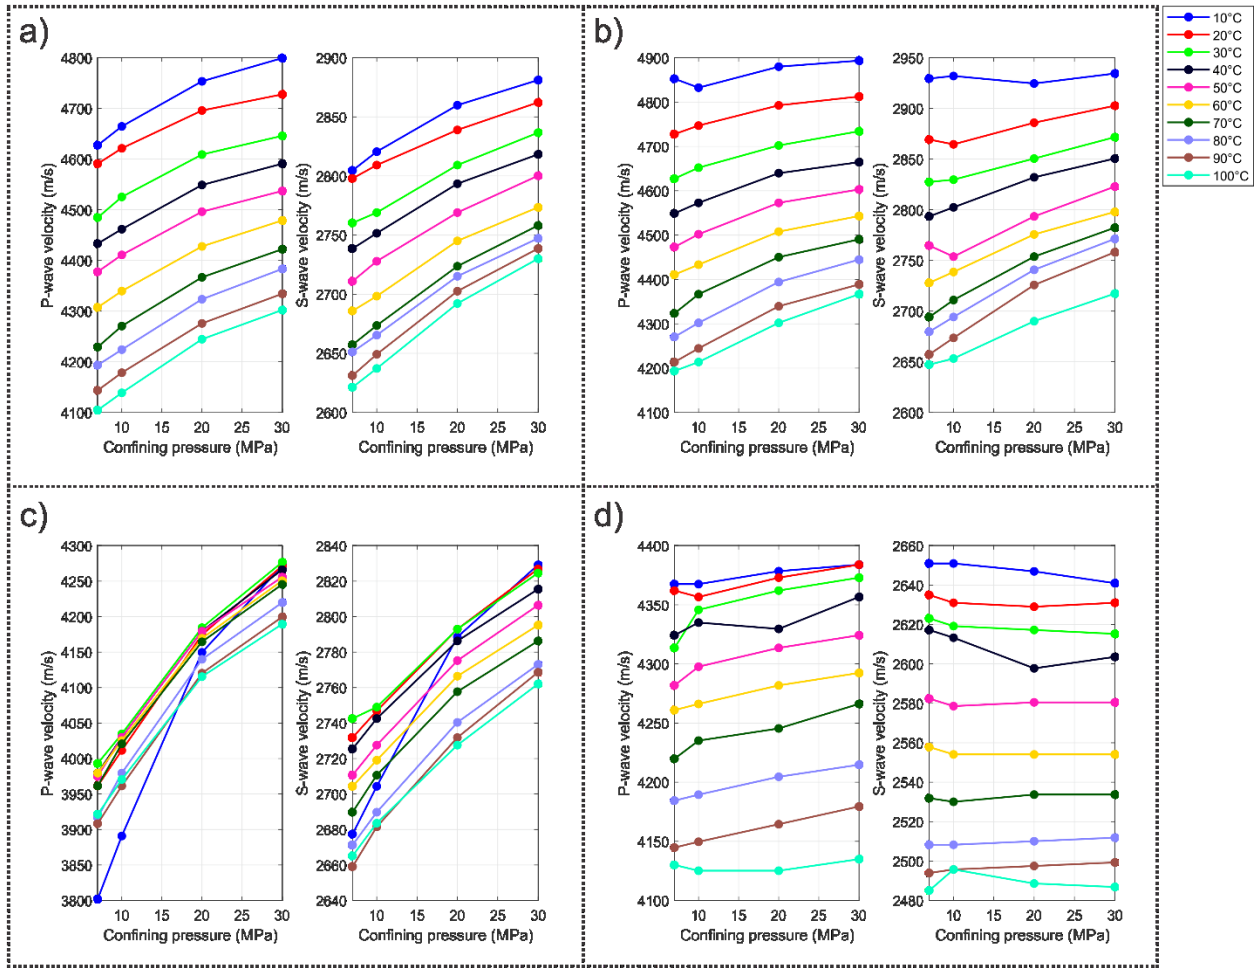 a)
4800
4700
4600
4500
4400
4300
4200
4100
P-wave velocity (m/s)
10 15 20 25 30
Confining pressure (MPa)
2900
2850
2800
2750
2700
2650
2600
S-wave velocity (m/s)
10 15 20 25 30
Confining pressure (MPa)
b)
4900
4800
4700
4600
4500
4400
4300
4200
4100
P-wave velocity (m/s)
10 15 20 25 30
Confining pressure (MPa)
2950
2900
2850
2800
2750
2700
2650
2600
S-wave velocity (m/s)
10 15 20 25 30
Confining pressure (MPa)
10°C
20°C
30°C
40°C
50°C
60°C
70°C
80°C
90°C
100°C
c)
4300
4250
4200
4150
4100
4050
4000
3950
3900
3850
3800
P-wave velocity (m/s)
10 15 20 25 30
Confining pressure (MPa)
2840
2820
2800
2780
2760
2740
2720
2700
2680
2660
2640
S-wave velocity (m/s)
10 15 20 25 30
Confining pressure (MPa)
d)
4400
4350
4300
4250
4200
4150
4100
P-wave velocity (m/s)
10 15 20 25 30
Confining pressure (MPa)
2660
2640
2620
2600
2580
2560
2540
2520
2500
2480
S-wave velocity (m/s)
10 15 20 25 30
Confining pressure (MPa)